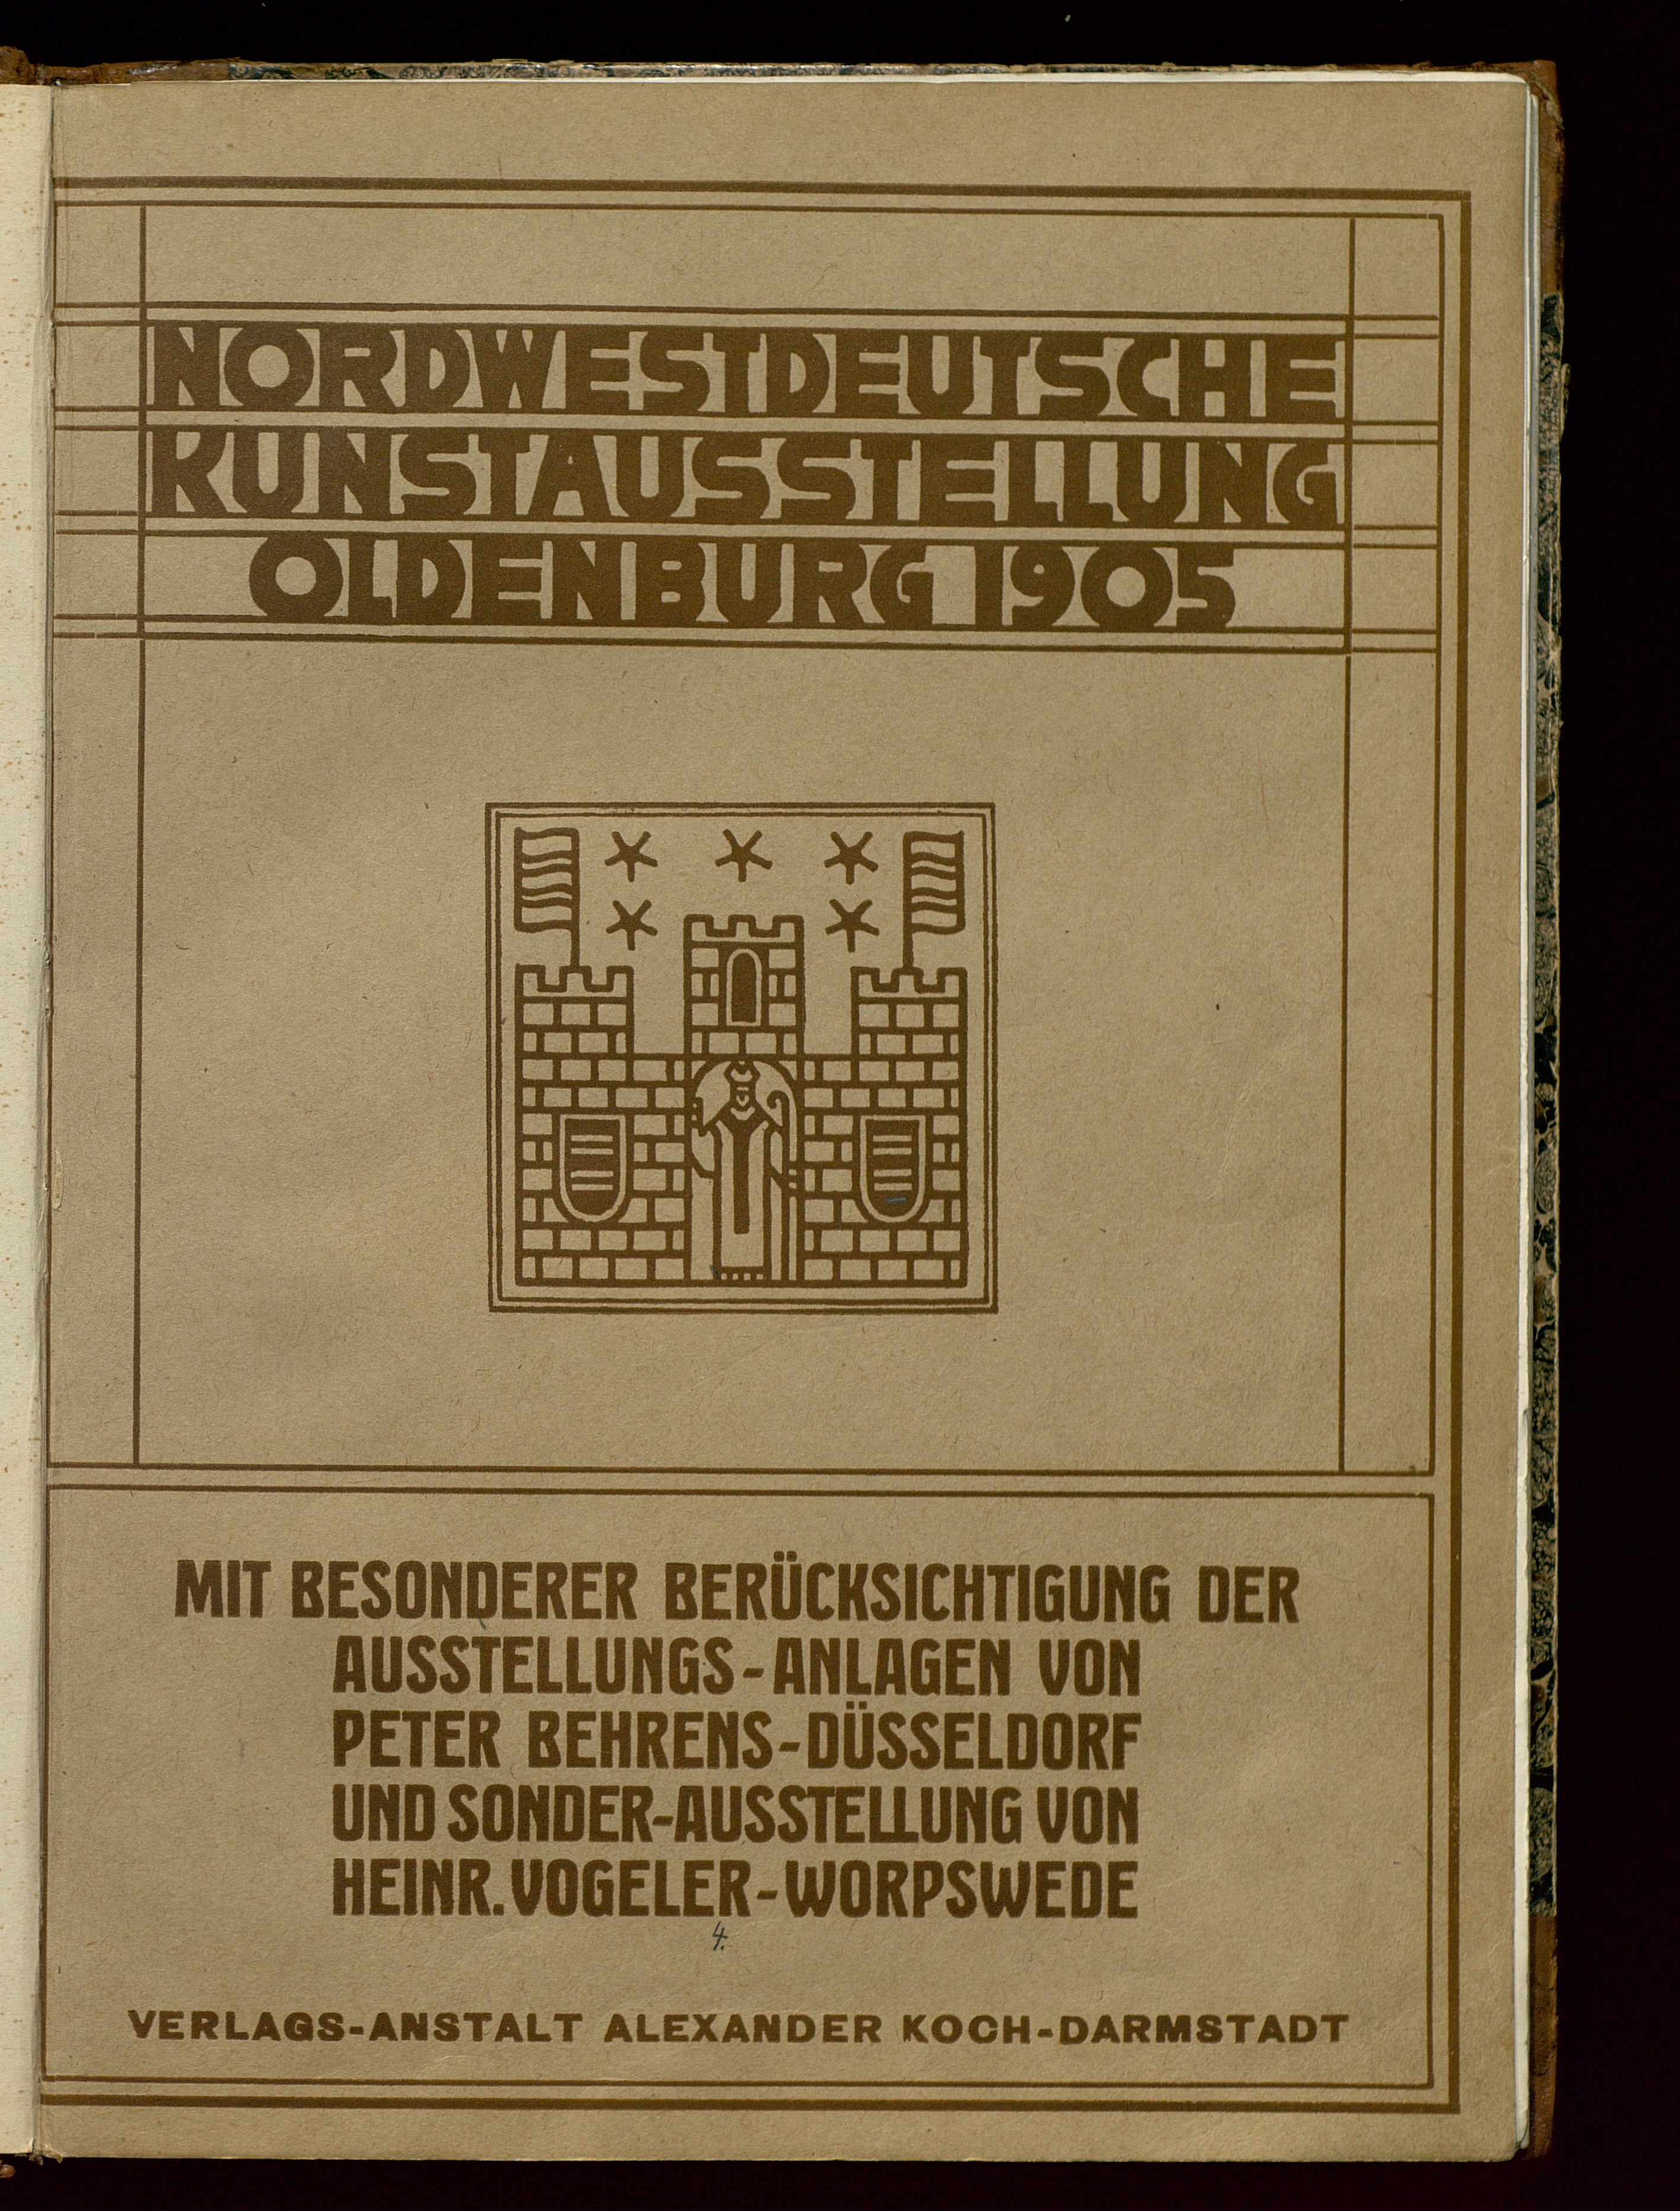 NORDWESTDEUTSCHE
KUNSTAUSSTELLUNG
OLDENBURG 1905
MIT BESONDERER BERÜCKSICHTIGUNG DER
AUSSTELLUNGS-ANLAGEN VON
PETER BEHRENS-DÜSSELDORF
UND SONDER-AUSSTELLUNG VON
HEINR. VOGELER-WORPSWEDE
4.
VERLAGS-ANSTALT ALEXANDER KOCH-DARMSTADT